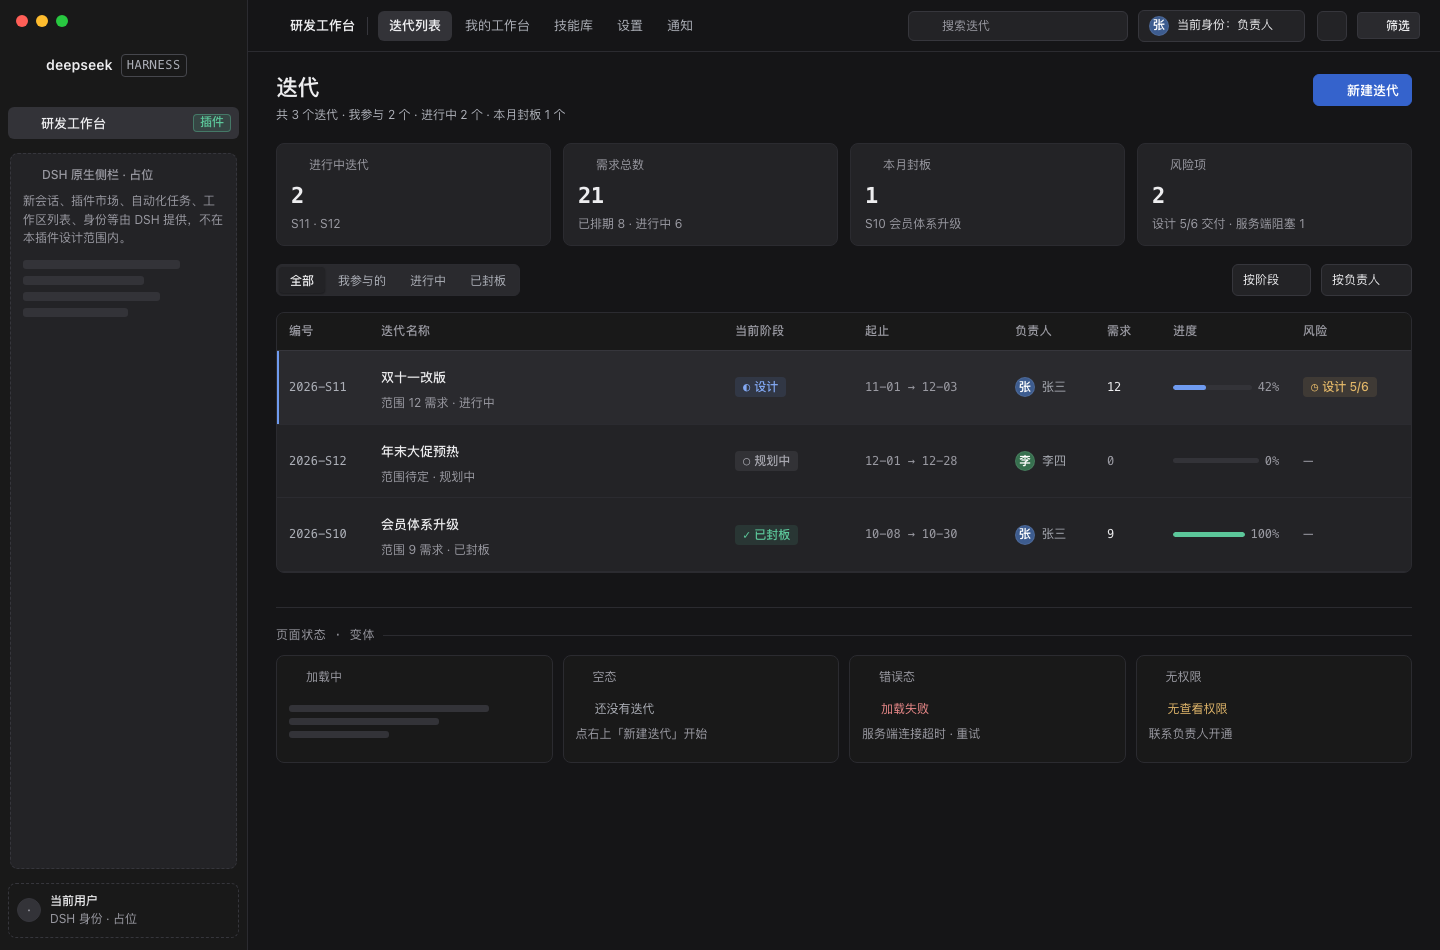 deepseek HARNESS
研发工作台 插件
DSH 原生侧栏 · 占位
新会话、插件市场、自动化任务、工
作区列表、身份等由 DSH 提供，不在
本插件设计范围内。
当前用户
DSH 身份 · 占位
研发工作台 迭代列表 我的工作台 技能库 设置 通知 搜索迭代 张 当前身份：负责人 筛选
迭代 新建迭代
共 3 个迭代 · 我参与 2 个 · 进行中 2 个 · 本月封板 1 个
进行中迭代
2
S11 · S12
需求总数
21
已排期 8 · 进行中 6
本月封板
1
S10 会员体系升级
风险项
2
设计 5/6 交付 · 服务端阻塞 1
全部 我参与的 进行中 已封板 按阶段 按负责人
编号 迭代名称 当前阶段 起止 负责人 需求 进度 风险
2026-S11 双十一改版 ◐ 设计 11-01 → 12-03 张 张三 12 42% ◷ 设计 5/6
范围 12 需求 · 进行中
2026-S12 年末大促预热 ○ 规划中 12-01 → 12-28 李 李四 0 0% —
范围待定 · 规划中
2026-S10 会员体系升级 ✓ 已封板 10-08 → 10-30 张 张三 9 100% —
范围 9 需求 · 已封板
页面状态 · 变体
加载中
空态
还没有迭代
点右上「新建迭代」开始
错误态
加载失败
服务端连接超时 · 重试
无权限
无查看权限
联系负责人开通